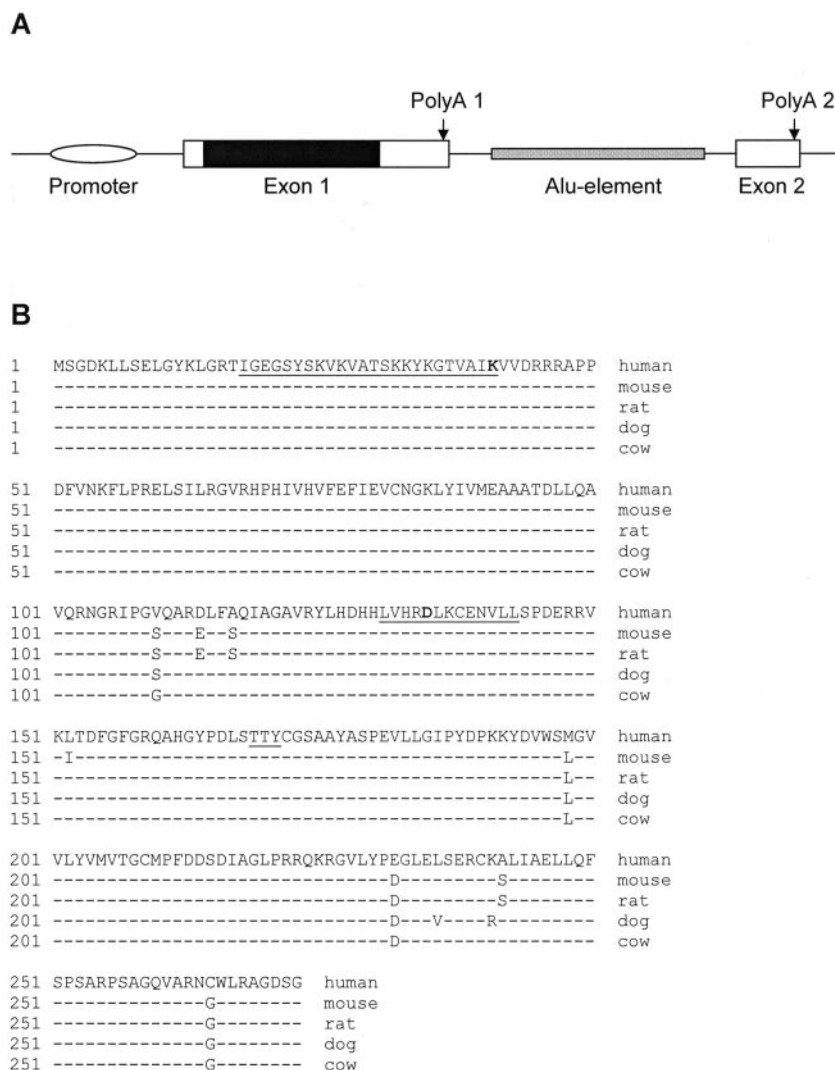 A
PolyA 1 PolyA 2
Promoter Exon 1 Alu-element Exon 2
B
1 MSGDKLLSELGYKLGRTIGEGSYSKVKVATSKKYKGTVAIKVVDRRRAPP human
1 -------------------------------------------------- mouse
1 -------------------------------------------------- rat
1 -------------------------------------------------- dog
1 -------------------------------------------------- cow
51 DFVNKFLPRELSILRGVRHPHIVHVFEFIEVCNGKLYIVMEAAATDLLQA human
51 -------------------------------------------------- mouse
51 -------------------------------------------------- rat
51 -------------------------------------------------- dog
51 -------------------------------------------------- cow
101 VQRNGRIPGVQARDLFAQIAGAVRYLHDHHLVHRDLKCENVLLSPDERRV human
101 ---------S---E--S--------------------------------- mouse
101 ---------S---E--S--------------------------------- rat
101 ---------S---------------------------------------- dog
101 ---------G---------------------------------------- cow
151 KLTDFGFGRQAHGYPDLSTTYCGSAAYASPEVLLGIPYDPKKYDVWSMGV human
151 -I---------------------------------------------L-- mouse
151 -----------------------------------------------L-- rat
151 -----------------------------------------------L-- dog
151 -----------------------------------------------L-- cow
201 VLYVMVTGCMPFDDSDIAGLPRRQKRGVLYPEGLELSERCKALIAELLQF human
201 -------------------------------D---------S-------- mouse
201 -------------------------------D---------S-------- rat
201 -------------------------------D---V----R--------- dog
201 -------------------------------D------------------ cow
251 SPSARPSAGQVARNCWLRAGDSG human
251 --------------G-------- mouse
251 --------------G-------- rat
251 --------------G-------- dog
251 --------------G-------- cow